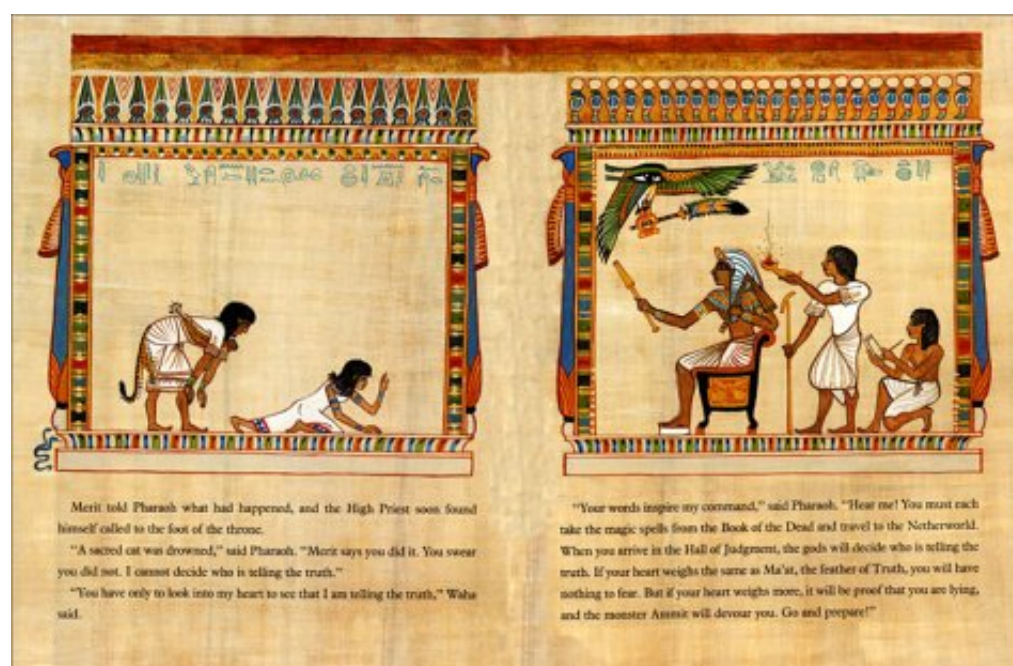 Merit told Pharaoh what had happened, and the High Priest soon found
himself called to the foot of the throne.
"A sacred cat was drowned," said Pharaoh. "Merit says you did it. You swear
you did not. I cannot decide who is telling the truth."
"You have only to look into my heart to see that I am telling the truth," Waha
said.
"Your words inspire my command," said Pharaoh. "Hear me! You must each
take the magic spells from the Book of the Dead and travel to the Netherworld.
When you arrive in the Hall of Judgment, the gods will decide who is telling the
truth. If your heart weighs the same as Ma'at, the feather of Truth, you will have
nothing to fear. But if your heart weighs more, it will be proof that you are lying,
and the monster Ammit will devour you. Go and prepare!"